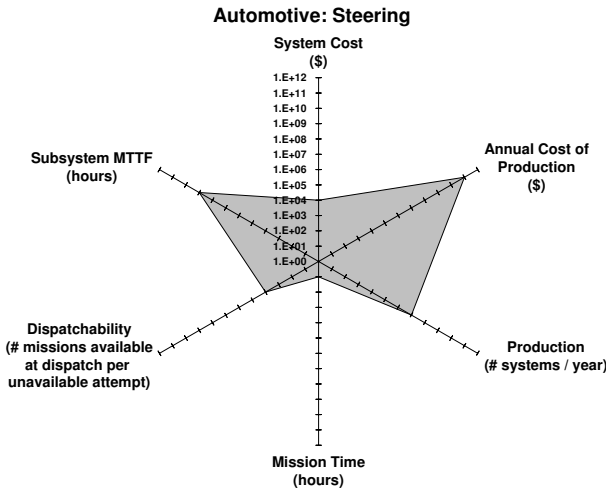 Automotive: Steering
System Cost
($)
1.E+12
1.E+11
1.E+10
1.E+09
1.E+08
1.E+07
1.E+06
1.E+05
1.E+04
1.E+03
1.E+02
1.E+01
1.E+00
Subsystem MTTF
(hours)
Annual Cost of
Production
($)
Dispatchability
(# missions available
at dispatch per
unavailable attempt)
Production
(# systems / year)
Mission Time
(hours)